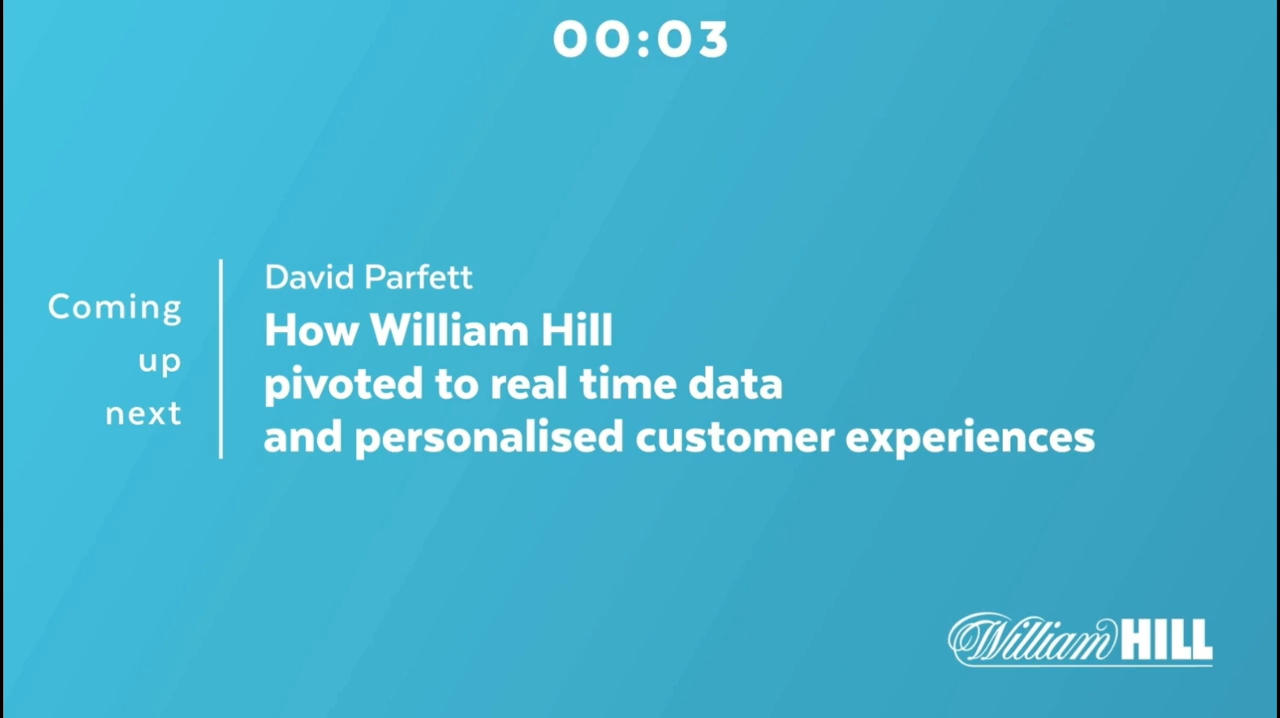 00:03
Coming
up
next
David Parfett
How William Hill
pivoted to real time data
and personalised customer experiences
William HILL